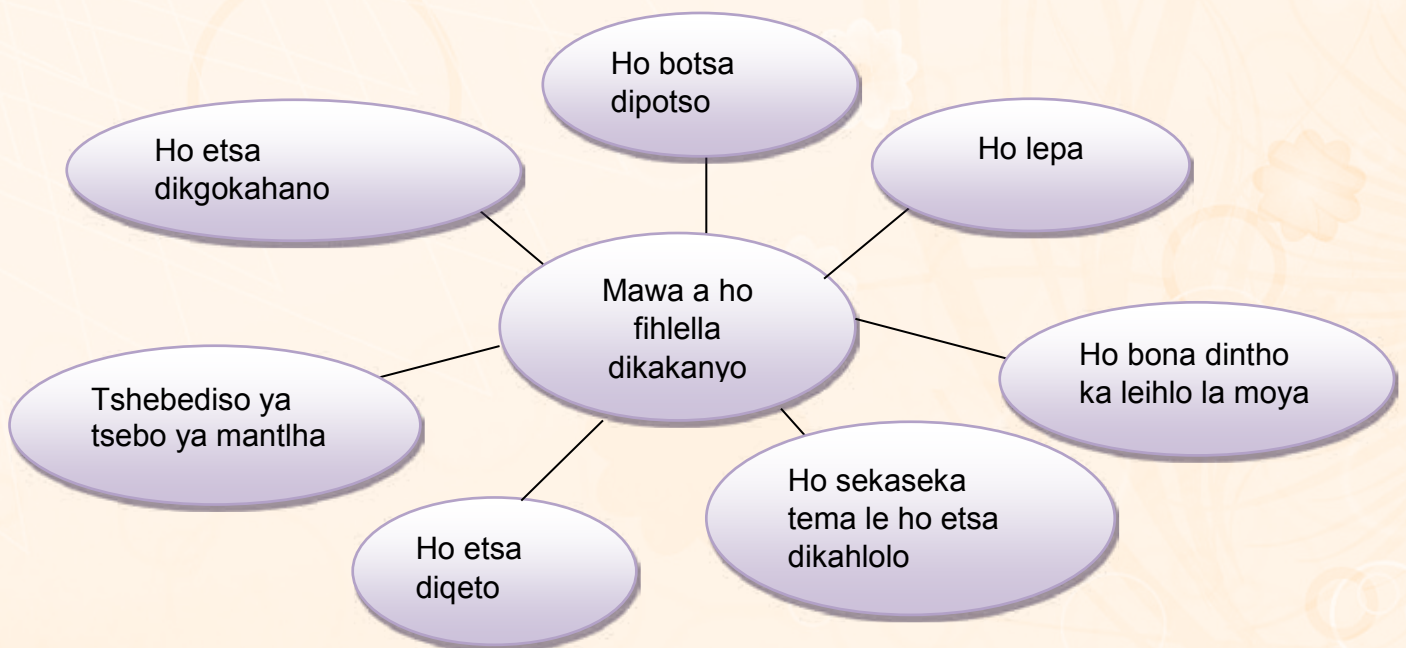 Ho botsa
dipotso
Ho etsa
dikgokahano
Ho lepa
Mawa a ho
fihlella
dikakanyo
Ho bona dintho
ka leihlo la moya
Tshebediso ya
tsebo ya mantlha
Ho sekaseka
tema le ho etsa
dikahlolo
Ho etsa
diqeto